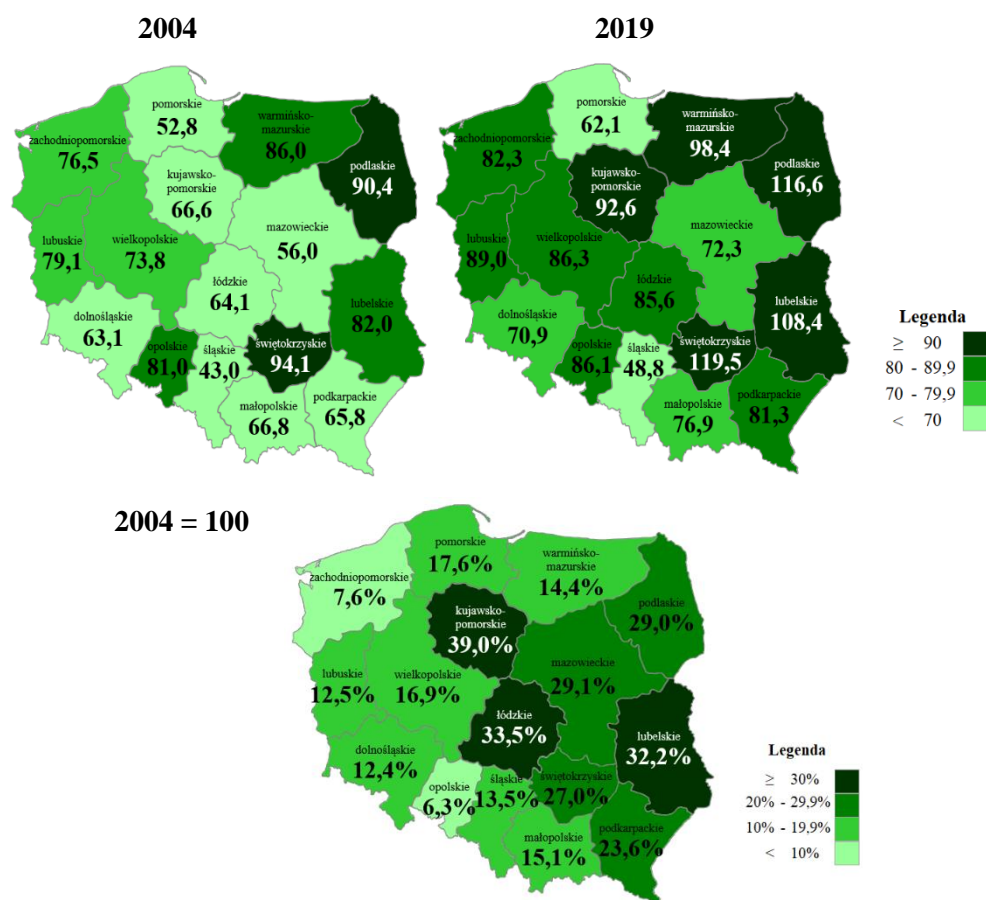 2004
2019
pomorskie
52,8
zachodniopomorskie
76,5
warmińsko-
mazurskie
86,0
podlaskie
90,4
kujawsko-
pomorskie
66,6
mazowieckie
56,0
lubuskie
79,1
wielkopolskie
73,8
łódzkie
64,1
lubelskie
82,0
dolnośląskie
63,1
opolskie
81,0
śląskie
43,0
świętokrzyskie
94,1
małopolskie
66,8
podkarpackie
65,8
pomorskie
62,1
zachodniopomorskie
82,3
warmińsko-
mazurskie
98,4
podlaskie
116,6
kujawsko-
pomorskie
92,6
mazowieckie
72,3
lubuskie
89,0
wielkopolskie
86,3
łódzkie
85,6
lubelskie
108,4
dolnośląskie
70,9
opolskie
86,1
śląskie
48,8
świętokrzyskie
119,5
małopolskie
76,9
podkarpackie
81,3
Legenda
≥ 90
80 - 89,9
70 - 79,9
< 70
2004 = 100
pomorskie
17,6%
zachodniopomorskie
7,6%
warmińsko-
mazurskie
14,4%
podlaskie
29,0%
kujawsko-
pomorskie
39,0%
mazowieckie
29,1%
lubuskie
12,5%
wielkopolskie
16,9%
łódzkie
33,5%
lubelskie
32,2%
dolnośląskie
12,4%
opolskie
6,3%
śląskie
13,5%
świętokrzyskie
27,0%
małopolskie
15,1%
podkarpackie
23,6%
Legenda
≥ 30%
20% - 29,9%
10% - 19,9%
< 10%